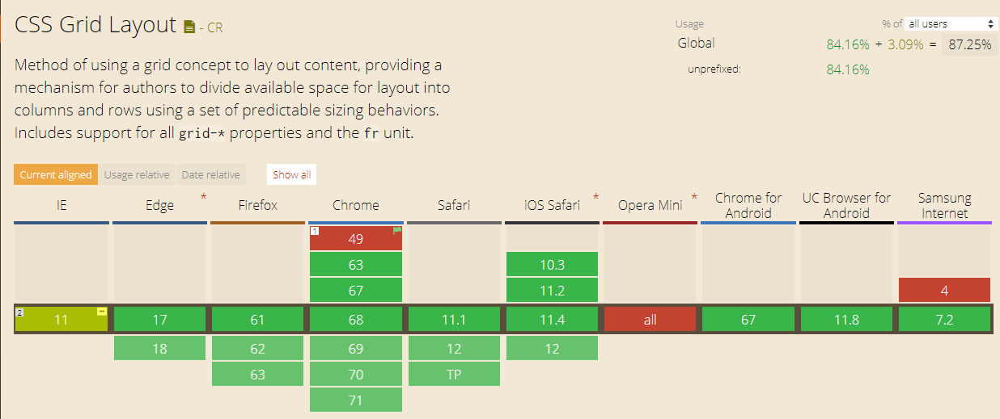 CSS Grid Layout - CR
Usage % of all users
Global 84.16% + 3.09% = 87.25%
unprefixed: 84.16%
Method of using a grid concept to lay out content, providing a
mechanism for authors to divide available space for layout into
columns and rows using a set of predictable sizing behaviors.
Includes support for all grid-* properties and the fr unit.
Current aligned Usage relative Date relative Show all
IE Edge * Firefox Chrome Safari iOS Safari * Opera Mini * Chrome for Android UC Browser for Android Samsung Internet
1 49
63 10.3
67 11.2 4
2 11 17 61 68 11.1 11.4 all 67 11.8 7.2
18 62 69 12 12
63 70 TP
71